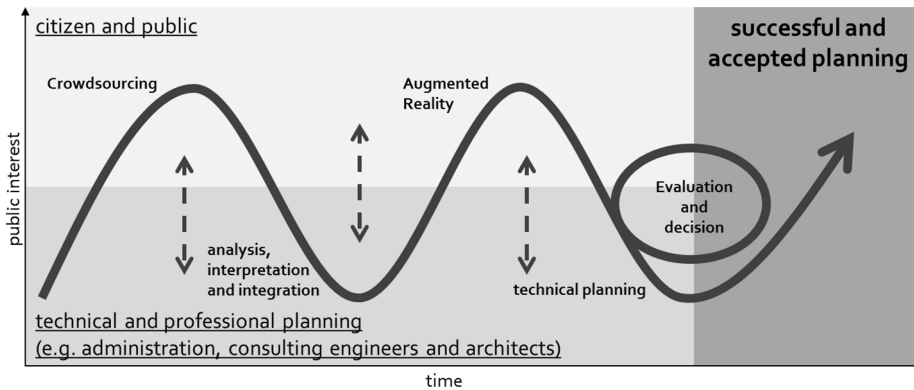 citizen and public
successful and
accepted planning
Crowdsourcing
Augmented
Reality
public interest
Evaluation
and
decision
analysis,
interpretation
and integration
technical planning
technical and professional planning
(e.g. administration, consulting engineers and architects)
time